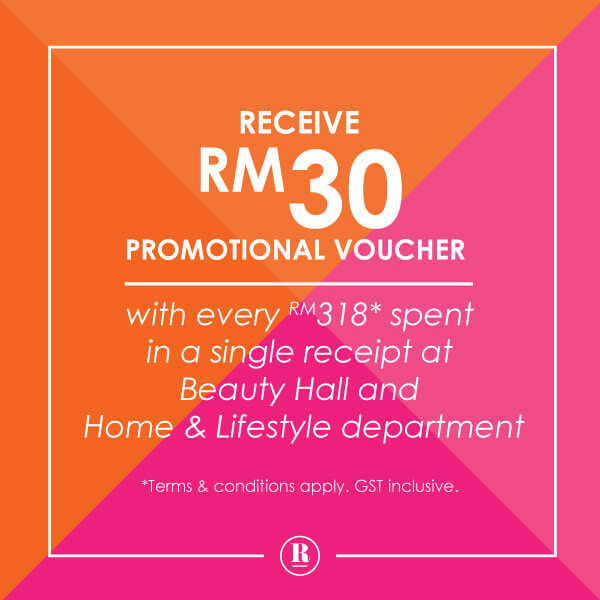 RECEIVE
RM30
PROMOTIONAL VOUCHER
with every RM318* spent
in a single receipt at
Beauty Hall and
Home & Lifestyle department
*Terms & conditions apply. GST inclusive.
R